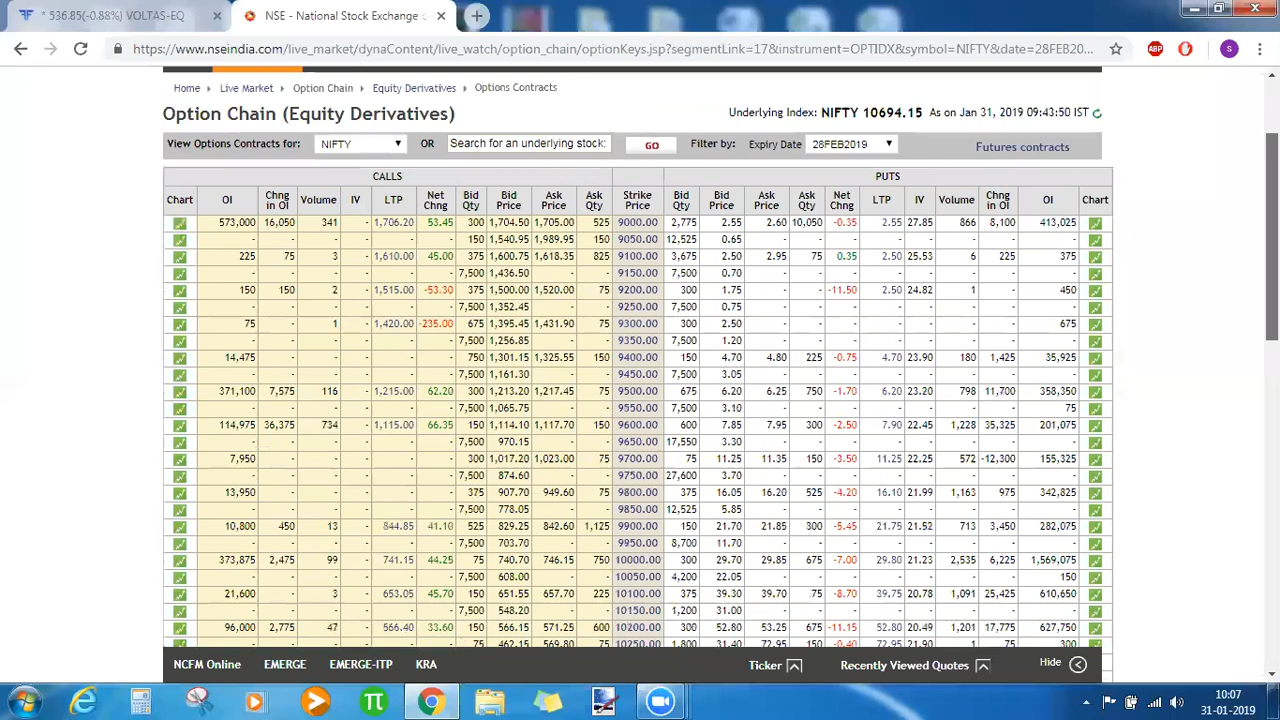 * 536.85(-0.88%) VOLTAS-EQ
NSE - National Stock Exchange
https://www.nseindia.com/live_market/dynaContent/live_watch/option_chain/optionKeys.jsp?segmentLink=17&instrument=OPTIDX&symbol=NIFTY&date=28FEB20...
ABP
S
Home Live Market Option Chain Equity Derivatives Options Contracts
Option Chain (Equity Derivatives)
Underlying Index: NIFTY 10694.15 As on Jan 31, 2019 09:43:50 IST
View Options Contracts for: NIFTY OR Search for an underlying stock: GO Filter by: Expiry Date 28FEB2019 Futures contracts
CALLS PUTS
Chart OI Chng in OI Volume IV LTP Net Chng Bid Qty Bid Price Ask Price Ask Qty Strike Price Bid Qty Bid Price Ask Price Ask Qty Net Chng LTP IV Volume Chng in OI OI Chart
573,000 16,050 341 - 1,706.20 53.45 300 1,704.50 1,705.00 525 9000.00 2,775 2.55 2.60 10,050 -0.35 2.55 27.85 866 8,100 413,025
- - - - - - 150 1,540.95 1,989.95 150 9050.00 12,525 0.65 - - - - - - - -
225 75 3 - 1,610.00 45.00 375 1,600.75 1,618.35 825 9100.00 3,675 2.50 2.95 75 0.35 2.50 25.53 6 225 375
- - - - - - 7,500 1,436.50 - - 9150.00 7,500 0.70 - - - - - - - -
150 150 2 - 1,515.00 -53.30 375 1,500.00 1,520.00 75 9200.00 300 1.75 - - -11.50 2.50 24.82 1 - 450
- - - - - - 7,500 1,352.45 - - 9250.00 7,500 0.75 - - - - - - - -
75 - 1 - 1,420.00 -235.00 675 1,395.45 1,431.90 75 9300.00 300 2.50 - - - - - - - 675
- - - - - - 7,500 1,256.85 - - 9350.00 7,500 1.20 - - - - - - - -
14,475 - - - - - 750 1,301.15 1,325.55 150 9400.00 150 4.70 4.80 225 -0.75 4.70 23.90 180 1,425 35,925
- - - - - - 7,500 1,161.30 - - 9450.00 7,500 3.05 - - - - - - - -
371,100 7,575 116 - 1,215.00 62.20 300 1,213.20 1,217.45 75 9500.00 675 6.20 6.25 750 -1.70 6.20 23.20 798 11,700 358,350
- - - - - - 7,500 1,065.75 - - 9550.00 7,500 3.10 - - - - - - - 75
114,975 36,375 734 - 1,115.00 66.35 150 1,114.10 1,117.70 150 9600.00 600 7.85 7.95 300 -2.50 7.90 22.45 1,228 35,325 201,075
- - - - - - 7,500 970.15 - - 9650.00 17,550 3.30 - - - - - - - -
7,950 - - - - - 300 1,017.20 1,023.00 75 9700.00 75 11.25 11.35 150 -3.50 11.25 22.25 572 -12,300 155,325
- - - - - - 7,500 874.60 - - 9750.00 27,600 3.70 - - - - - - - -
13,950 - - - - - 375 907.70 949.60 75 9800.00 375 16.05 16.20 525 -4.20 16.10 21.99 1,163 975 342,825
- - - - - - 7,500 778.05 - - 9850.00 12,525 5.85 - - - - - - - -
10,800 450 13 - 844.85 41.10 525 829.25 842.60 1,125 9900.00 150 21.70 21.85 300 -5.45 21.75 21.52 713 3,450 282,075
- - - - - - 7,500 703.70 - - 9950.00 8,700 11.70 - - - - - - - -
373,875 2,475 99 - 741.15 44.25 75 740.70 746.15 750 10000.00 300 29.70 29.85 675 -7.00 29.80 21.23 2,535 6,225 1,569,075
- - - - - - 7,500 608.00 - - 10050.00 4,200 22.05 - - - - - - - 150
21,600 - 3 - 653.05 45.70 150 651.55 657.70 225 10100.00 375 39.30 39.70 75 -8.70 39.75 20.78 1,091 25,425 610,650
- - - - - - 7,500 548.20 - - 10150.00 1,200 31.00 - - - - - - - -
96,000 2,775 47 - 566.40 33.60 150 566.15 571.25 600 10200.00 300 52.80 53.25 675 -11.15 52.80 20.49 1,201 17,775 627,750
- - - - - - 75 462.15 569.80 75 10250.00 1,800 31.40 72.95 150 -0.40 72.95 21.90 1 75 300
NCFM Online EMERGE EMERGE-ITP KRA Ticker Recently Viewed Quotes Hide
10:07
31-01-2019